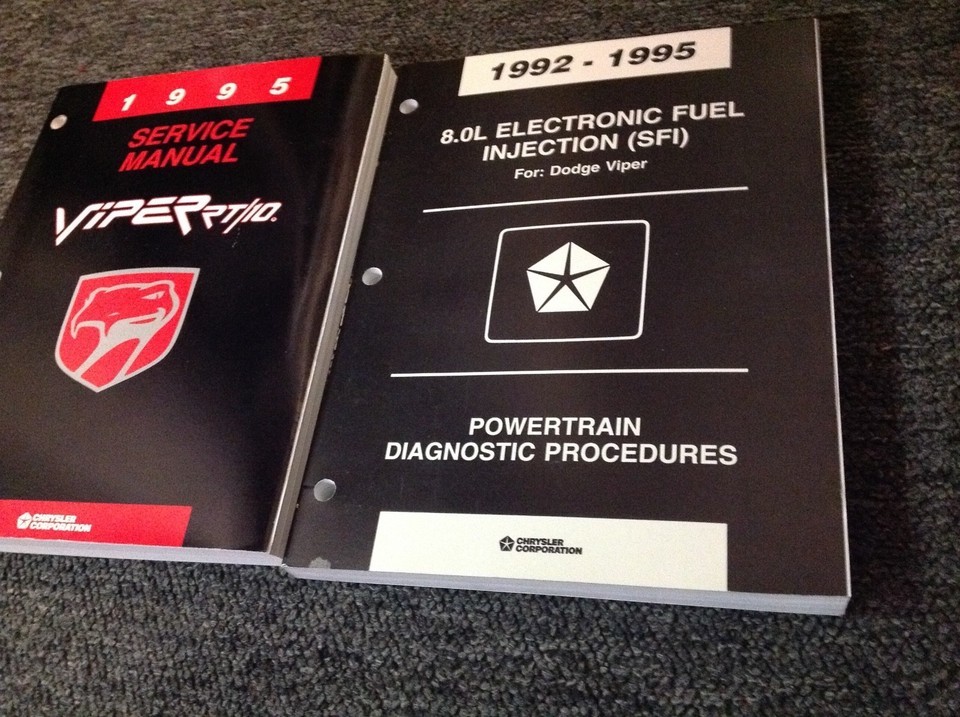 1995
SERVICE
MANUAL
VIPER RT/10
CHRYSLER
CORPORATION
1992 - 1995
8.0L ELECTRONIC FUEL
INJECTION (SFI)
For: Dodge Viper
POWERTRAIN
DIAGNOSTIC PROCEDURES
CHRYSLER
CORPORATION